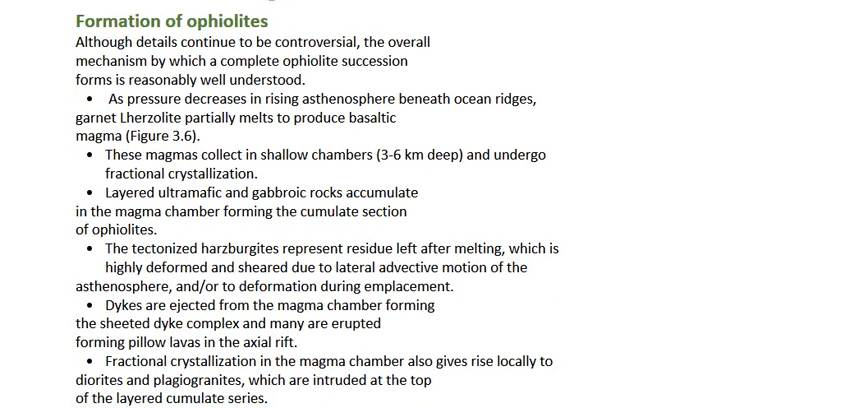 Formation of ophiolites
Although details continue to be controversial, the overall
mechanism by which a complete ophiolite succession
forms is reasonably well understood.
• As pressure decreases in rising asthenosphere beneath ocean ridges,
garnet Lherzolite partially melts to produce basaltic
magma (Figure 3.6).
• These magmas collect in shallow chambers (3-6 km deep) and undergo
fractional crystallization.
• Layered ultramafic and gabbroic rocks accumulate
in the magma chamber forming the cumulate section
of ophiolites.
• The tectonized harzburgites represent residue left after melting, which is
highly deformed and sheared due to lateral advective motion of the
asthenosphere, and/or to deformation during emplacement.
• Dykes are ejected from the magma chamber forming
the sheeted dyke complex and many are erupted
forming pillow lavas in the axial rift.
• Fractional crystallization in the magma chamber also gives rise locally to
diorites and plagiogranites, which are intruded at the top
of the layered cumulate series.